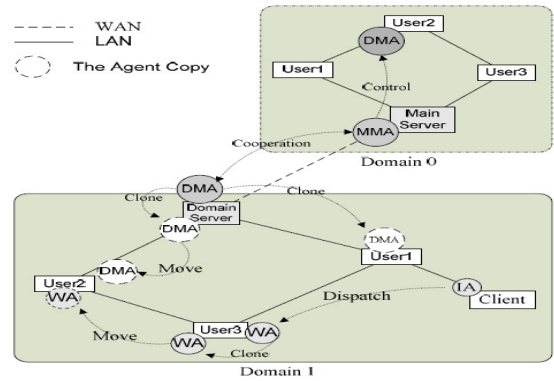 WAN
LAN
The Agent Copy
User2
DMA
User1
User3
Control
Main
Server
MMA
Domain 0
Cooperation
DMA
Clone
Clone
Domain
Server
DMA
DMA
User1
DMA
Move
User2
WA
Dispatch
IA
Client
Move
User3
WA
WA
Clone
Domain 1